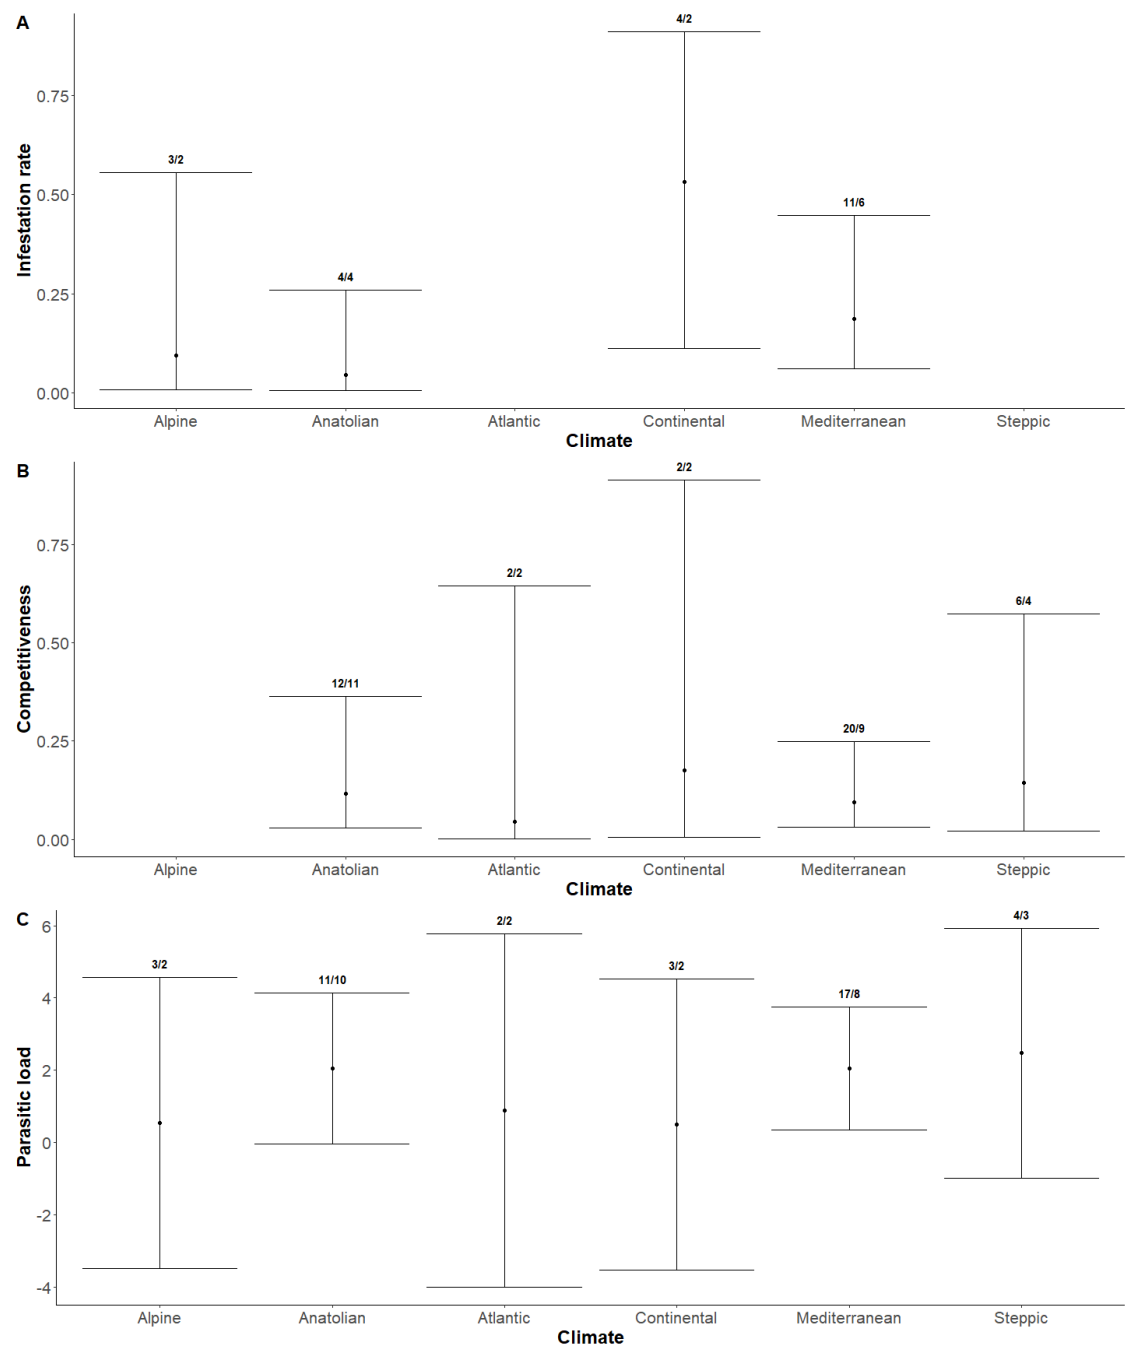 A
4/2
0.75
3/2
0.50
11/6
4/4
0.25
0.00
Infestation rate
Alpine Anatolian Atlantic Continental Mediterranean Steppic
Climate
B
2/2
0.75
2/2
6/4
0.50
12/11
20/9
0.25
0.00
Competitiveness
Alpine Anatolian Atlantic Continental Mediterranean Steppic
Climate
C
6
2/2
4/3
3/2
3/2
11/10
17/8
4
2
0
-2
-4
Parasitic load
Alpine Anatolian Atlantic Continental Mediterranean Steppic
Climate